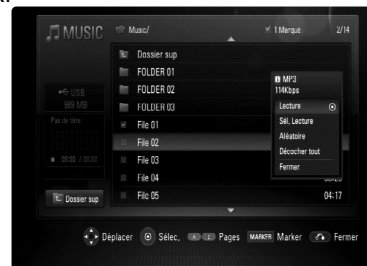 MUSIC
Music/
1 Marque
2/14
Dossier sup
FOLDER 01
FOLDER 02
FOLDER 03
File 01
File 02
File 03
File 04
File 05
04:17
USB
989 MB
Pas de titre
00:00 / 00:00
Dossier sup
MP3
114Kbps
Lecture
Sél. Lecture
Aléatoire
Décocher tout
Fermer
Déplacer
Sélec.
Pages
MARKER Marker
Fermer